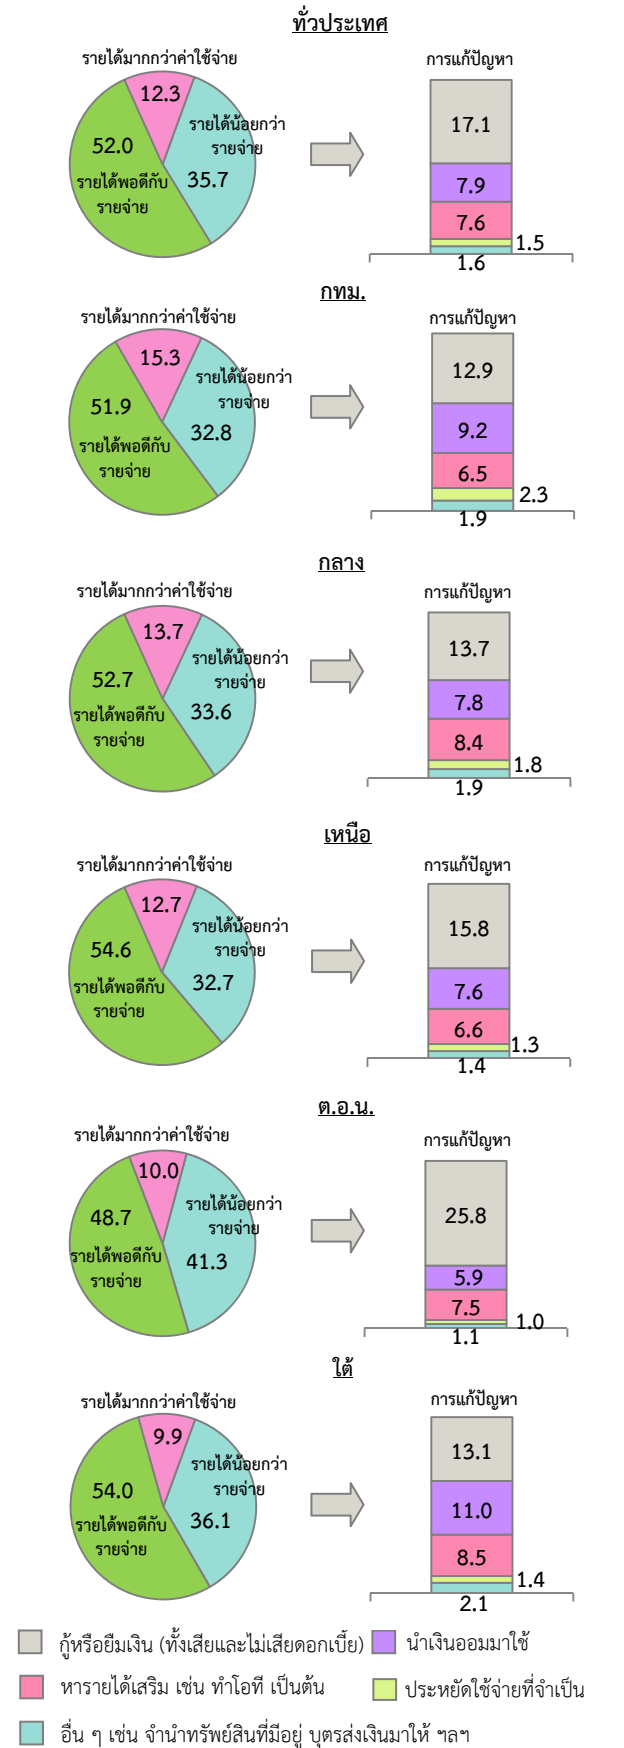 ทั่วประเทศ
รายได้มากกว่าค่าใช้จ่าย
12.3
52.0
รายได้พอดีกับ
รายจ่าย
รายได้น้อยกว่า
รายจ่าย
35.7
การแก้ปัญหา
17.1
7.9
7.6
1.5
1.6
กทม.
รายได้มากกว่าค่าใช้จ่าย
15.3
51.9
รายได้พอดีกับ
รายจ่าย
รายได้น้อยกว่า
รายจ่าย
32.8
การแก้ปัญหา
12.9
9.2
6.5
2.3
1.9
กลาง
รายได้มากกว่าค่าใช้จ่าย
13.7
52.7
รายได้พอดีกับ
รายจ่าย
รายได้น้อยกว่า
รายจ่าย
33.6
การแก้ปัญหา
13.7
7.8
8.4
1.8
1.9
เหนือ
รายได้มากกว่าค่าใช้จ่าย
12.7
54.6
รายได้พอดีกับ
รายจ่าย
รายได้น้อยกว่า
รายจ่าย
32.7
การแก้ปัญหา
15.8
7.6
6.6
1.3
1.4
ต.อ.น.
รายได้มากกว่าค่าใช้จ่าย
10.0
48.7
รายได้พอดีกับ
รายจ่าย
รายได้น้อยกว่า
รายจ่าย
41.3
การแก้ปัญหา
25.8
5.9
7.5
1.0
1.1
ใต้
รายได้มากกว่าค่าใช้จ่าย
9.9
54.0
รายได้พอดีกับ
รายจ่าย
รายได้น้อยกว่า
รายจ่าย
36.1
การแก้ปัญหา
13.1
11.0
8.5
1.4
2.1
กู้หรือยืมเงิน (ทั้งเสียและไม่เสียดอกเบี้ย)
นำเงินออมมาใช้
หารายได้เสริม เช่น ทำโอที เป็นต้น
ประหยัดใช้จ่ายที่จำเป็น
อื่น ๆ เช่น จำนำทรัพย์สินที่มีอยู่ บุตรส่งเงินมาให้ ฯลฯ